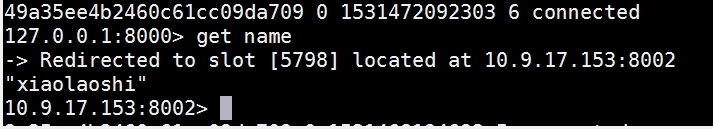 49a35ee4b2460c61cc09da709 0 1531472092303 6 connected
127.0.0.1:8000> get name
-> Redirected to slot [5798] located at 10.9.17.153:8002
"xiaolaoshi"
10.9.17.153:8002>